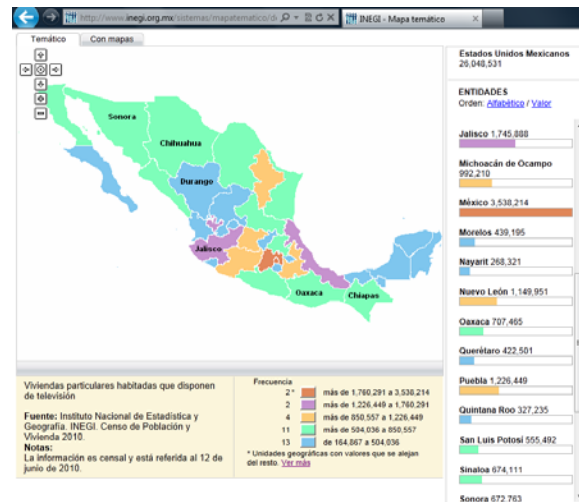 http://www.inegi.org.mx/sistemas/mapatematico/de
INEGI - Mapa temático
Temático
Con mapas
Sonora
Chihuahua
Durango
Jalisco
Oaxaca
Chiapas
Estados Unidos Mexicanos
26,048,531
ENTIDADES
Orden: Alfabético / Valor
Jalisco 1,745,888
Michoacán de Ocampo
992,210
México 3,538,214
Morelos 439,195
Nayarit 268,321
Nuevo León 1,149,951
Oaxaca 707,465
Querétaro 422,501
Puebla 1,226,449
Quintana Roo 327,235
San Luis Potosí 555,492
Sinaloa 674,111
Sonora 672,763
Viviendas particulares habitadas que disponen
de televisión
Fuente: Instituto Nacional de Estadística y
Geografía. INEGI. Censo de Población y
Vivienda 2010.
Notas:
La información es censal y está referida al 12 de
junio de 2010.
Frecuencia
2 * más de 1,760,291 a 3,538,214
2 más de 1,226,449 a 1,760,291
4 más de 850,557 a 1,226,449
11 más de 504,036 a 850,557
13 de 164,867 a 504,036
* Unidades geográficas con valores que se alejan
del resto. Ver más